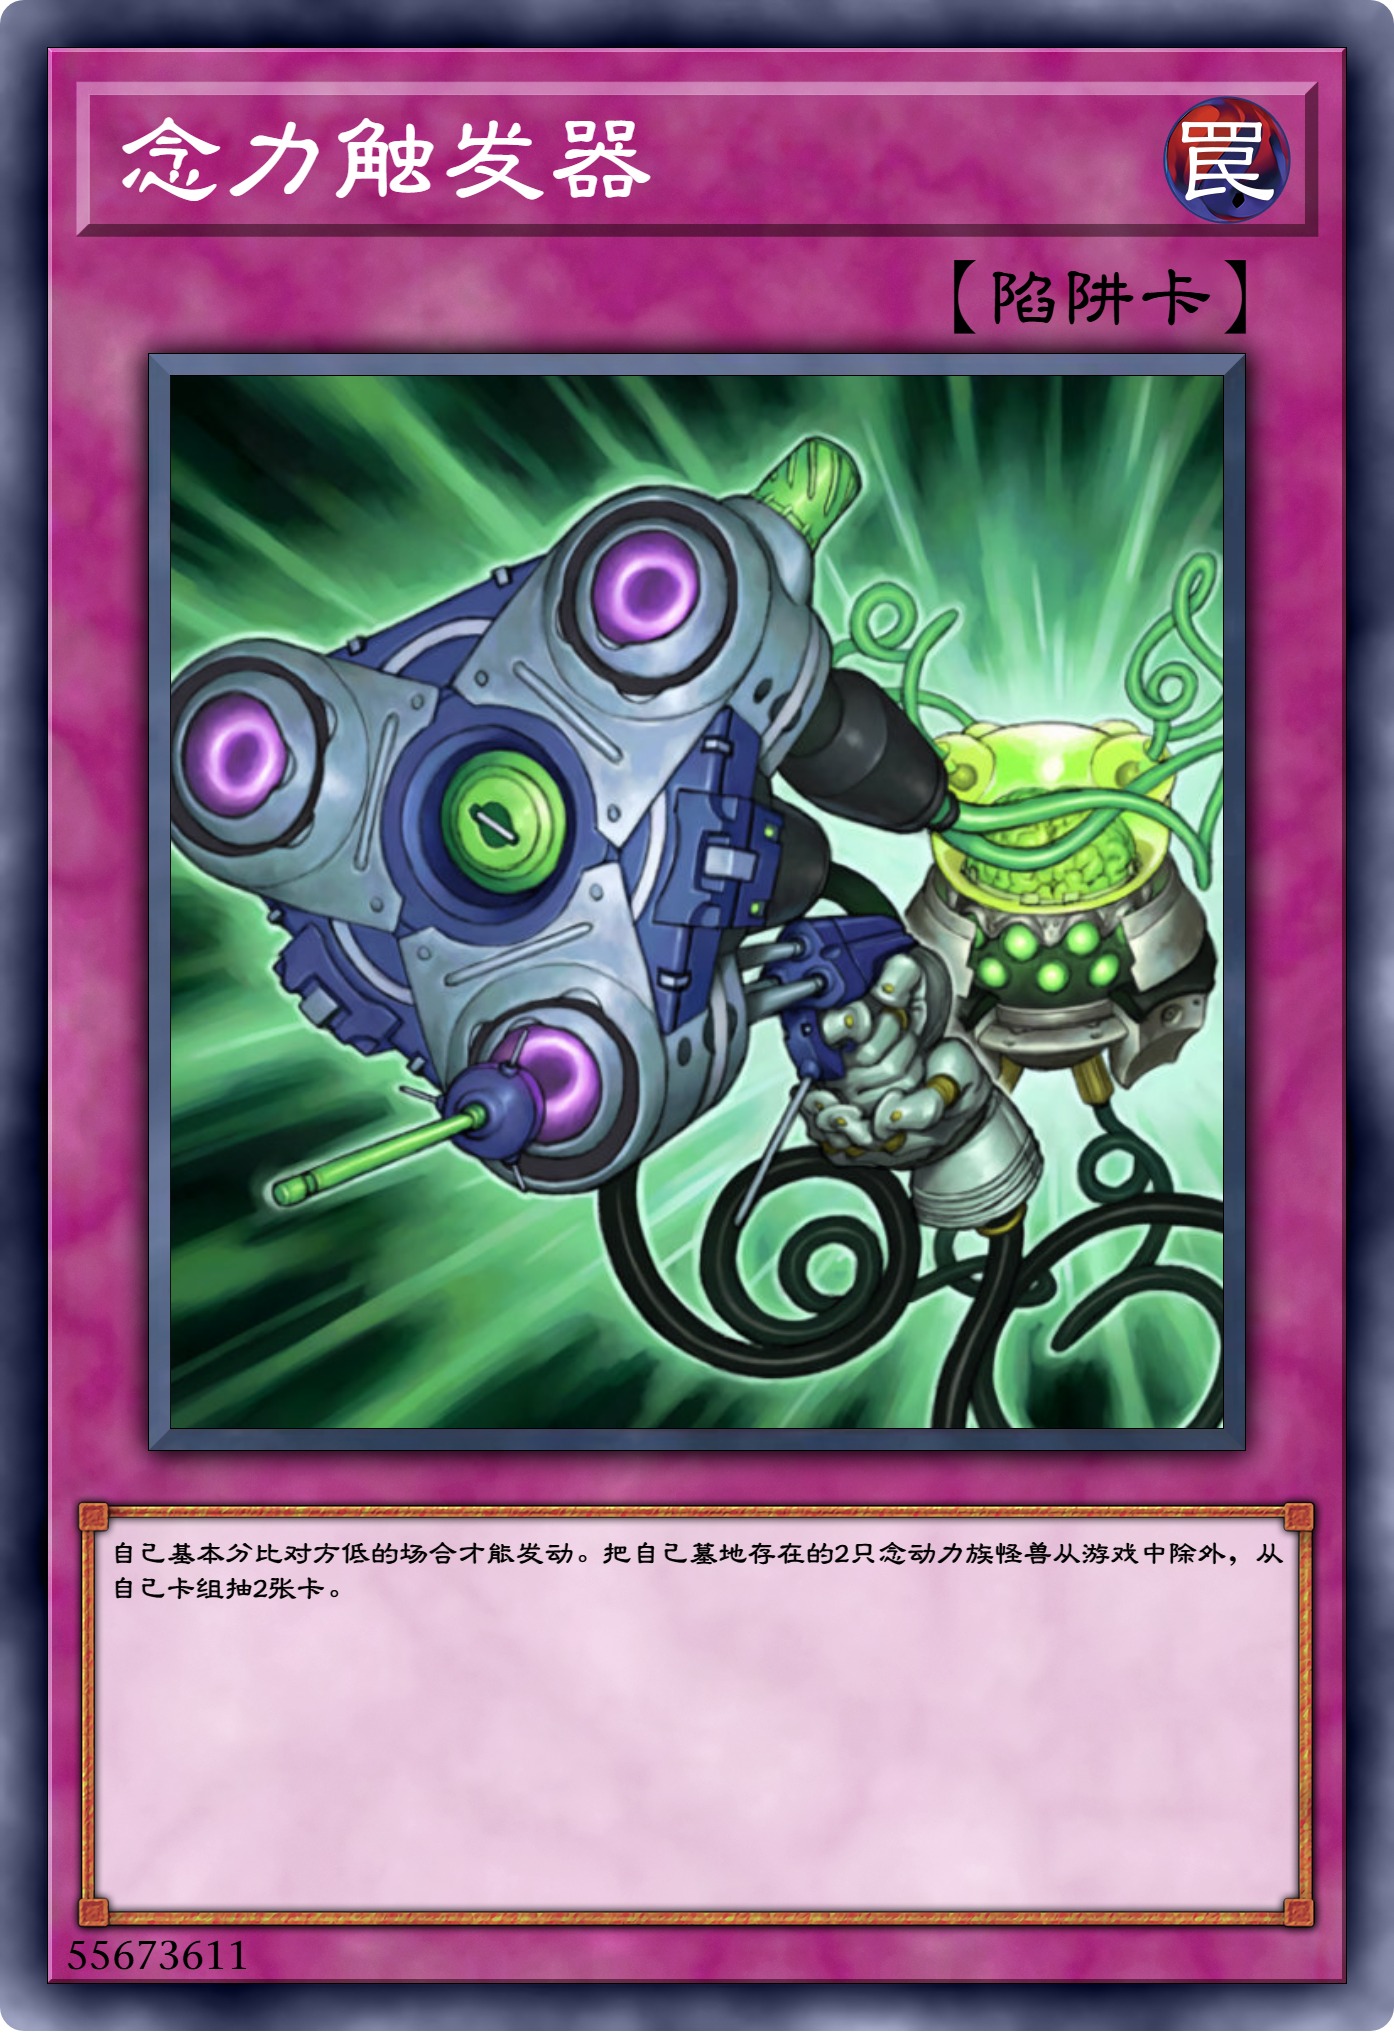 念力触发器
罠
【陷阱卡】
自己基本分比对方低的场合才能发动。把自己墓地存在的2只念动力族怪兽从游戏中除外，从
自己卡组抽2张卡。
55673611